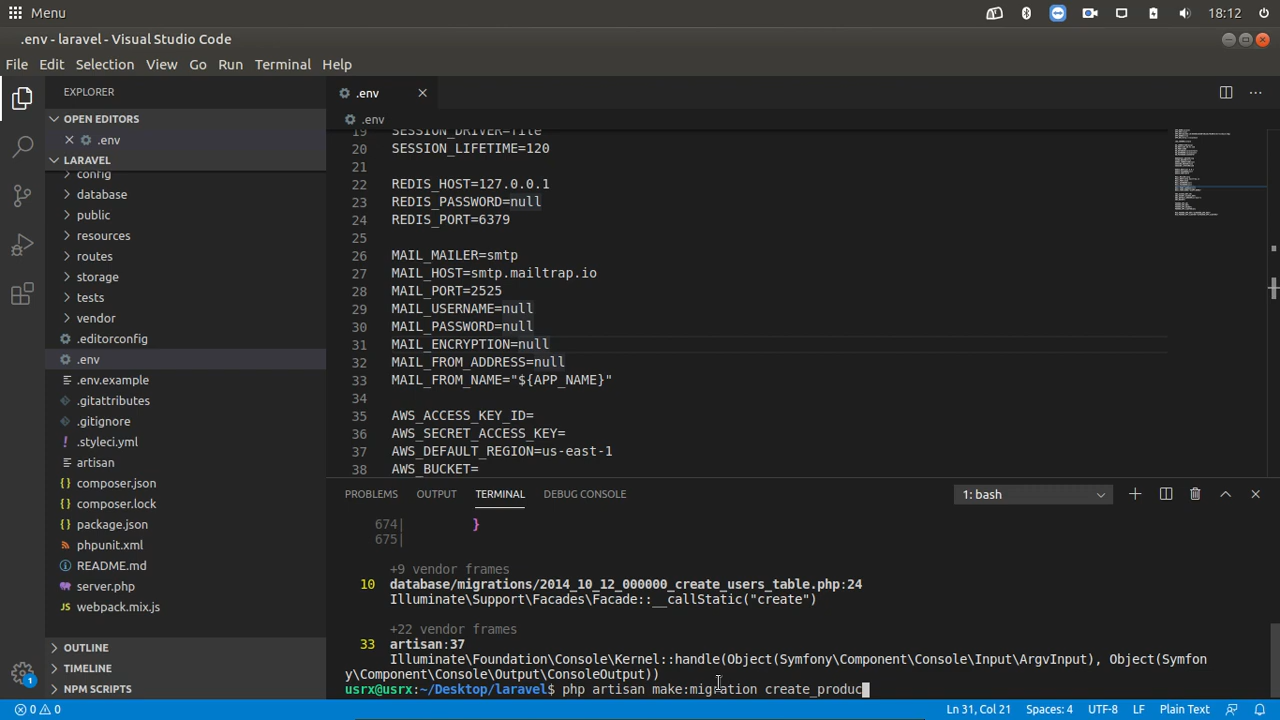 Menu
18:12
.env - laravel - Visual Studio Code
File Edit Selection View Go Run Terminal Help
EXPLORER
OPEN EDITORS
.env
LARAVEL
config
database
public
resources
routes
storage
tests
vendor
.editorconfig
.env
.env.example
.gitattributes
.gitignore
.styleci.yml
artisan
composer.json
composer.lock
package.json
phpunit.xml
README.md
server.php
webpack.mix.js
OUTLINE
TIMELINE
NPM SCRIPTS
.env
.env
19 SESSION_DRIVER=file
20 SESSION_LIFETIME=120
21
22 REDIS_HOST=127.0.0.1
23 REDIS_PASSWORD=null
24 REDIS_PORT=6379
25
26 MAIL_MAILER=smtp
27 MAIL_HOST=smtp.mailtrap.io
28 MAIL_PORT=2525
29 MAIL_USERNAME=null
30 MAIL_PASSWORD=null
31 MAIL_ENCRYPTION=null
32 MAIL_FROM_ADDRESS=null
33 MAIL_FROM_NAME="${APP_NAME}"
34
35 AWS_ACCESS_KEY_ID=
36 AWS_SECRET_ACCESS_KEY=
37 AWS_DEFAULT_REGION=us-east-1
38 AWS_BUCKET=
PROBLEMS OUTPUT TERMINAL DEBUG CONSOLE 1: bash
674| }
675|
+9 vendor frames
10 database/migrations/2014_10_12_000000_create_users_table.php:24
Illuminate\Support\Facades\Facade::__callStatic("create")
+22 vendor frames
33 artisan:37
Illuminate\Foundation\Console\Kernel::handle(Object(Symfony\Component\Console\Input\ArgvInput), Object(Symfon
y\Component\Console\Output\ConsoleOutput))
usrx@usrx:~/Desktop/laravel$ php artisan make:migration create_produc
1
0 0 Ln 31, Col 21 Spaces: 4 UTF-8 LF Plain Text